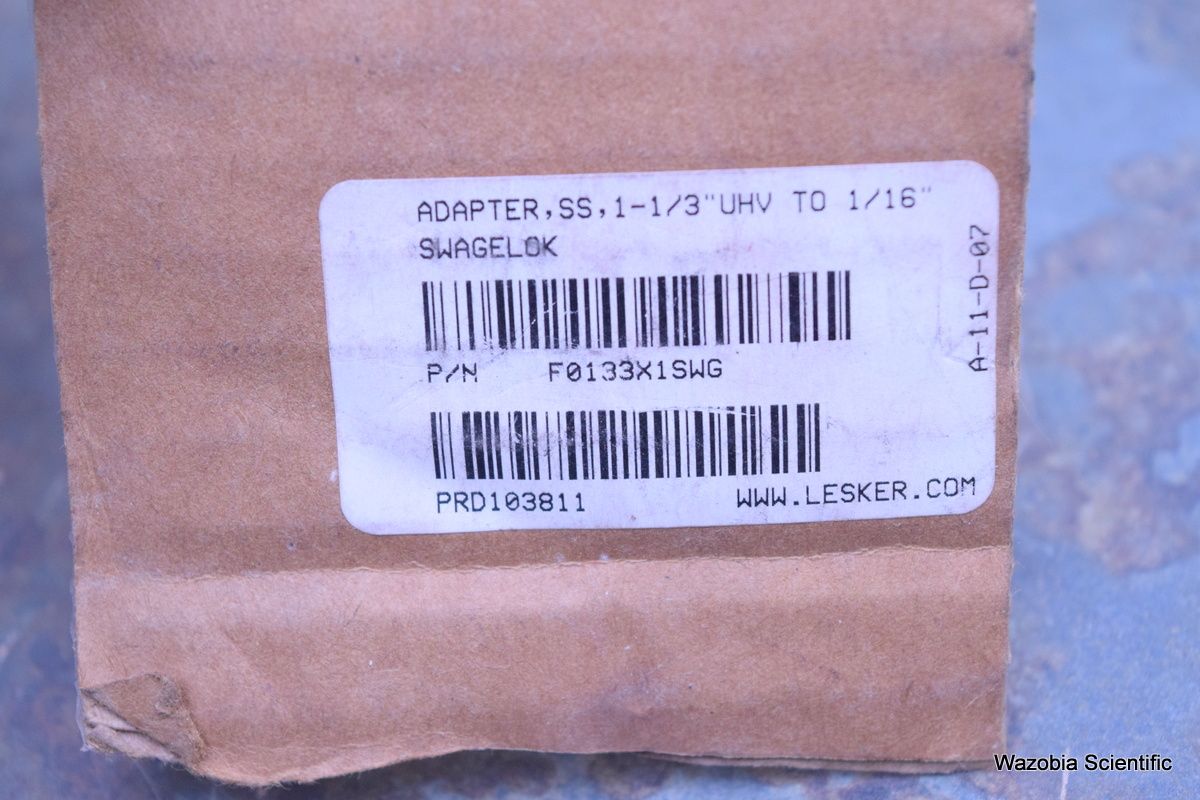 ADAPTER,SS,1-1/3"UHV TO 1/16"
SWAGELOK
P/N F0133X1SWG
PRD103811 WWW.LESKER.COM
A-11-D-07
Wazobia Scientific